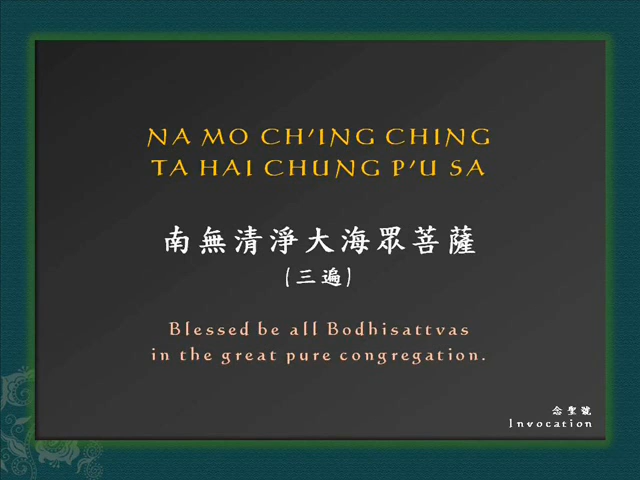 NA MO CH'ING CHING
TA HAI CHUNG P'U SA
南無清淨大海眾菩薩
(三遍)
Blessed be all Bodhisattvas
in the great pure congregation.
念聖號
Invocation